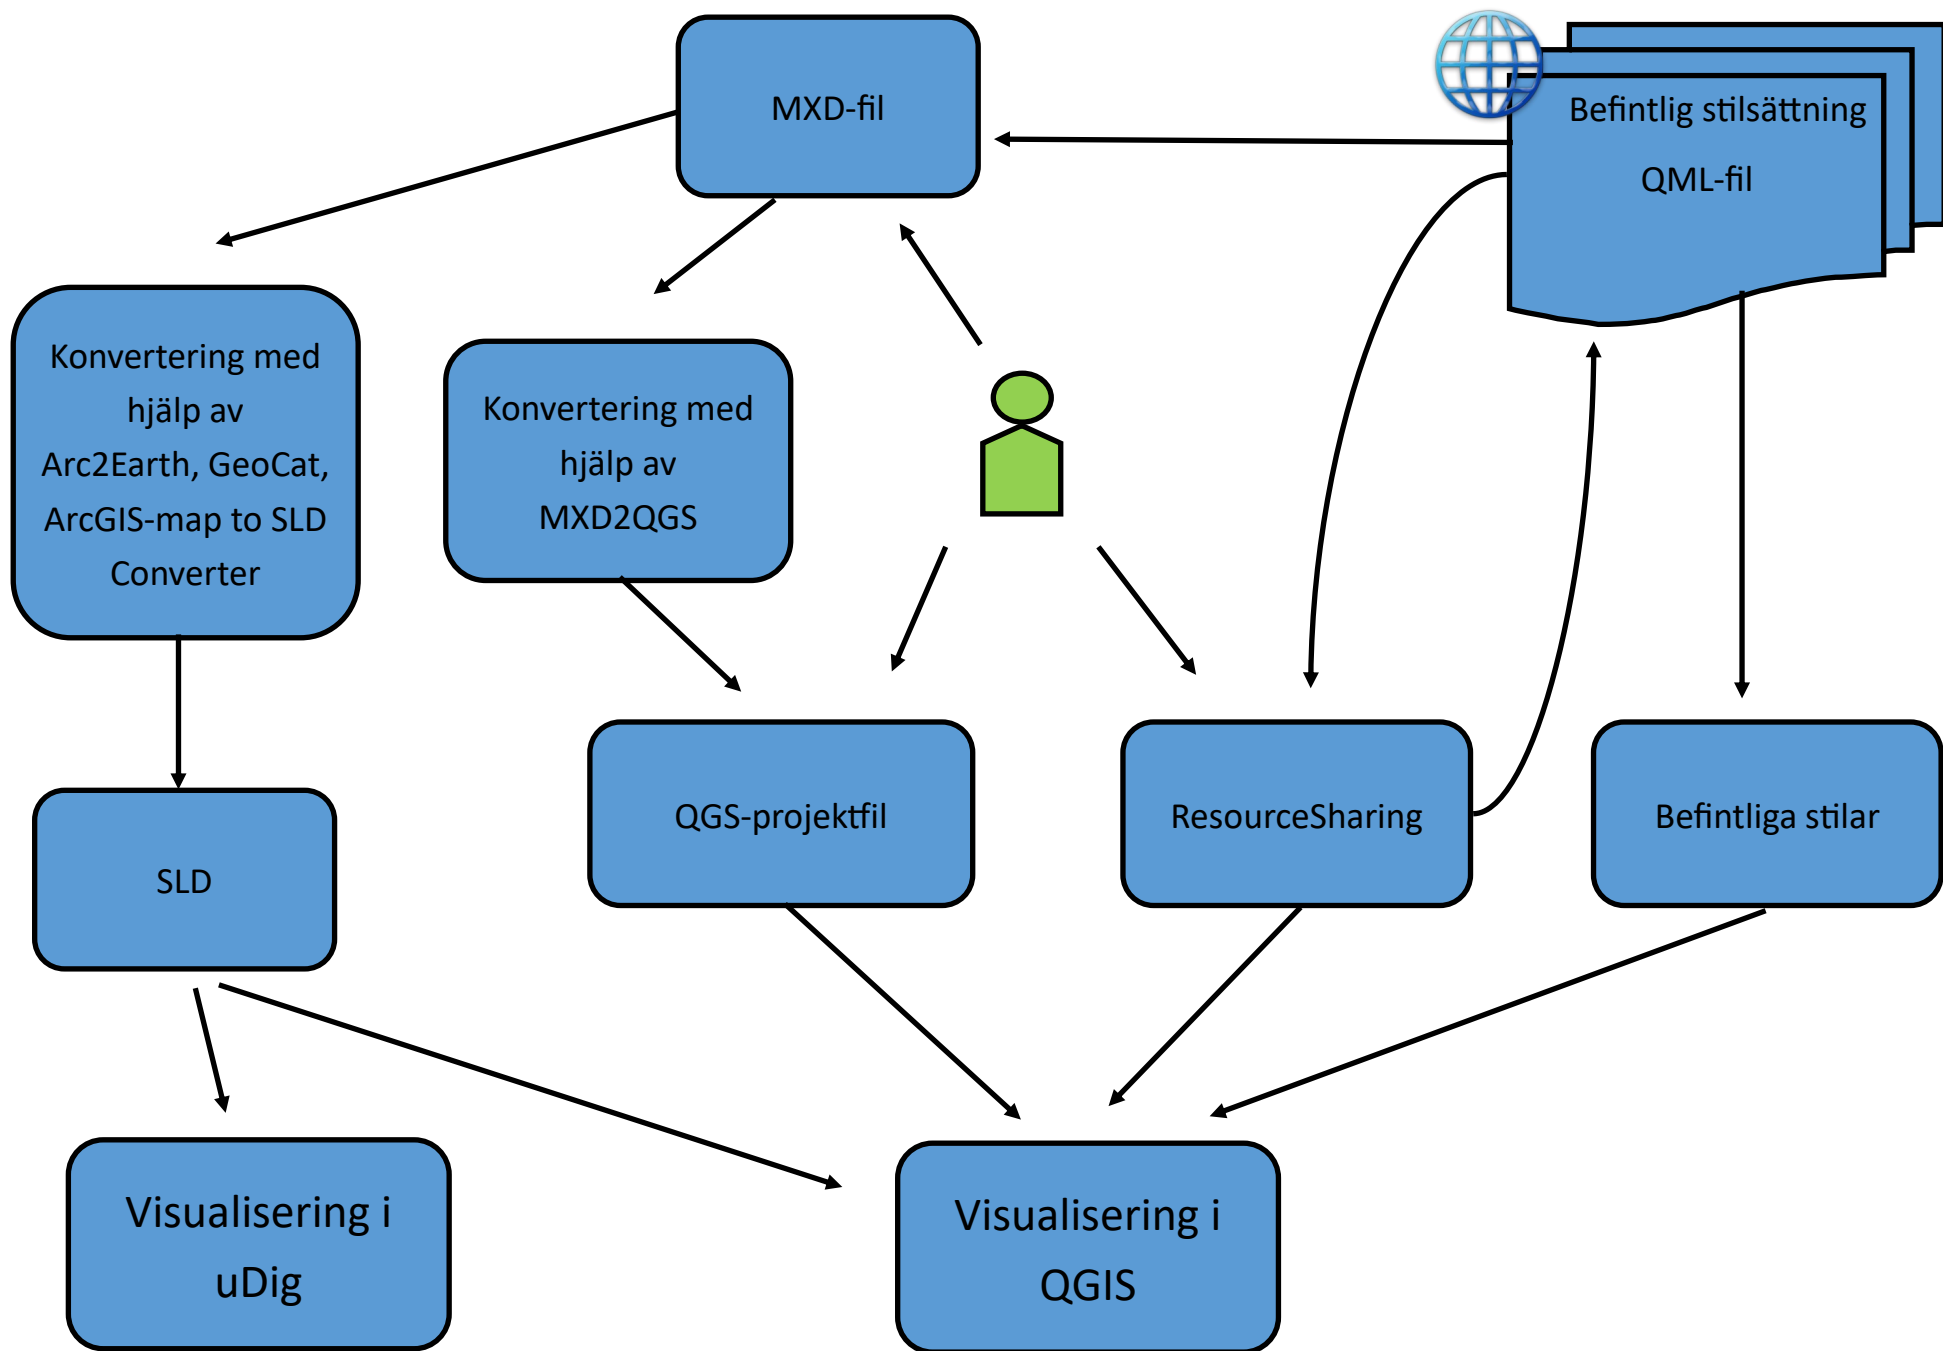 MXD-fil
Befintlig stilsättning
QML-fil
Konvertering med
hjälp av
Arc2Earth, GeoCat,
ArcGIS-map to SLD
Converter
Konvertering med
hjälp av
MXD2QGS
QGS-projektfil
ResourceSharing
Befintliga stilar
SLD
Visualisering i
uDig
Visualisering i
QGIS